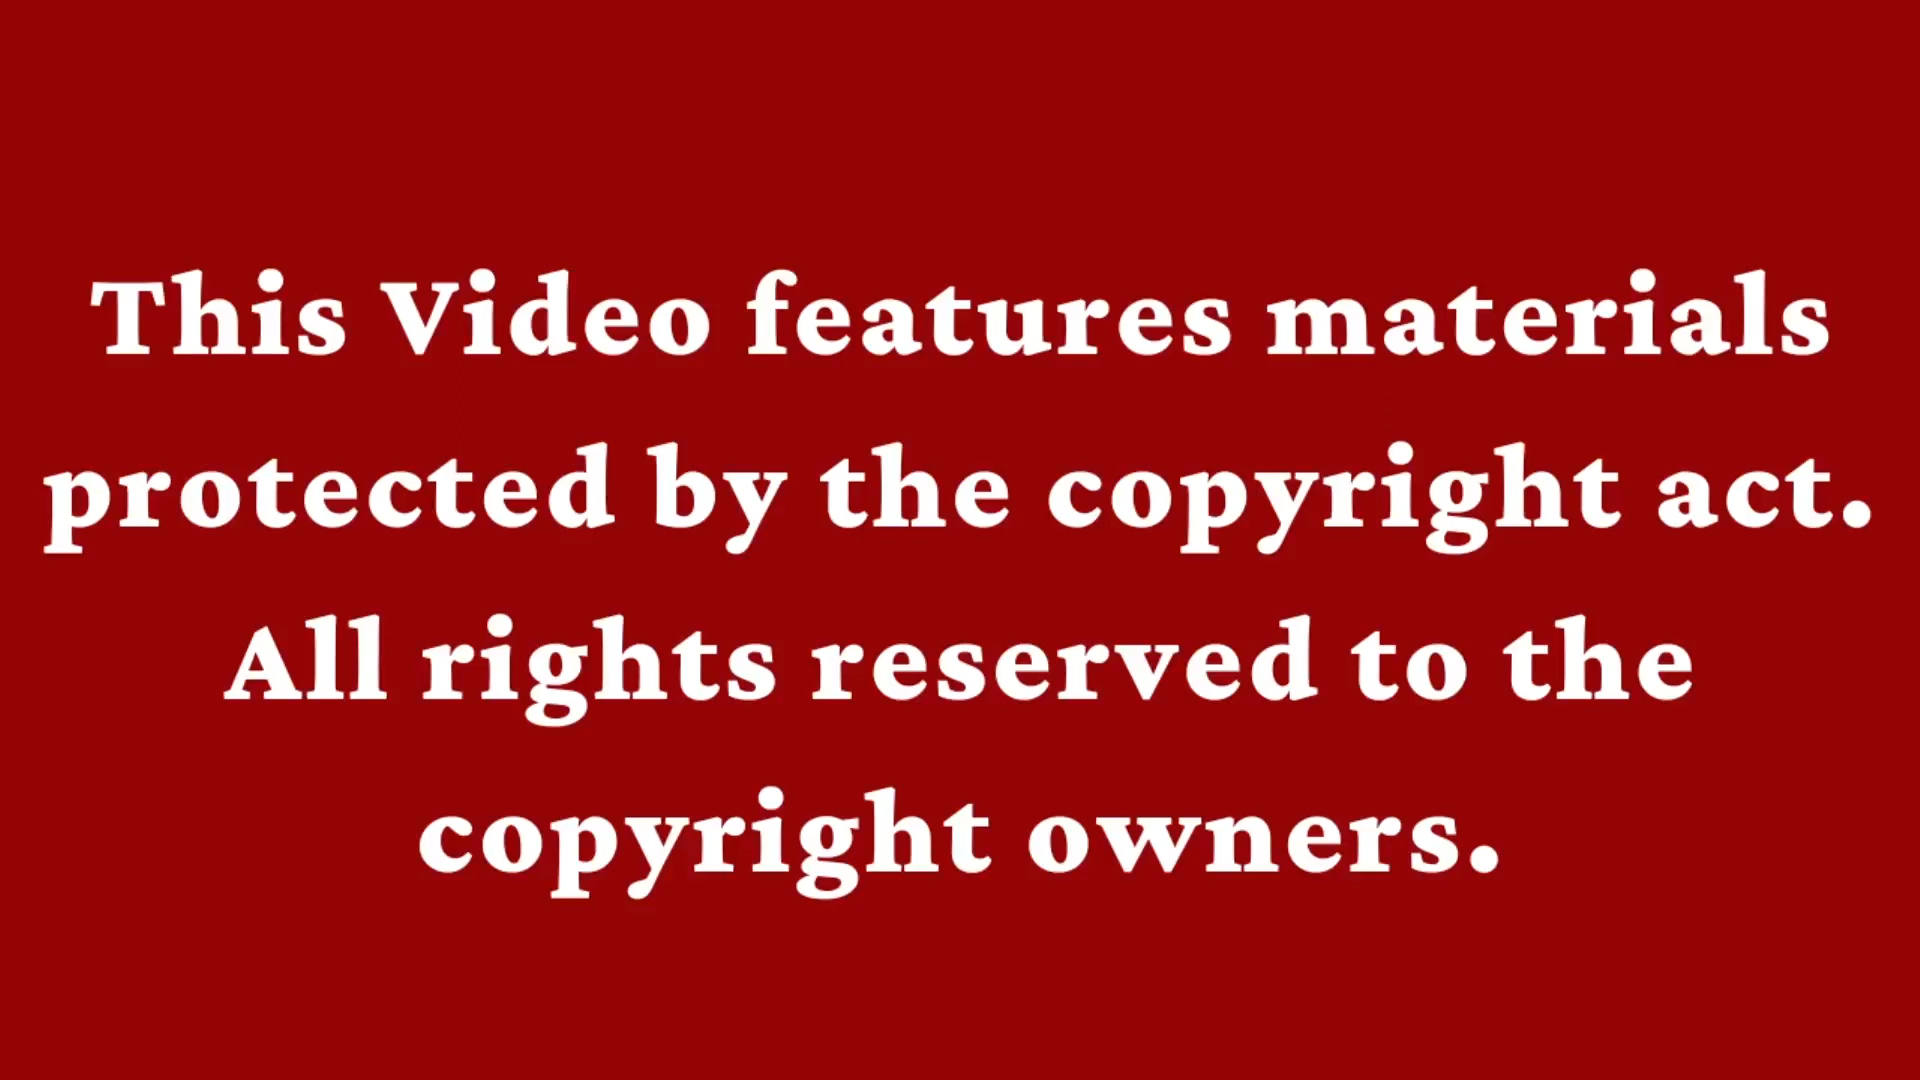 This Video features materials
protected by the copyright act.
All rights reserved to the
copyright owners.